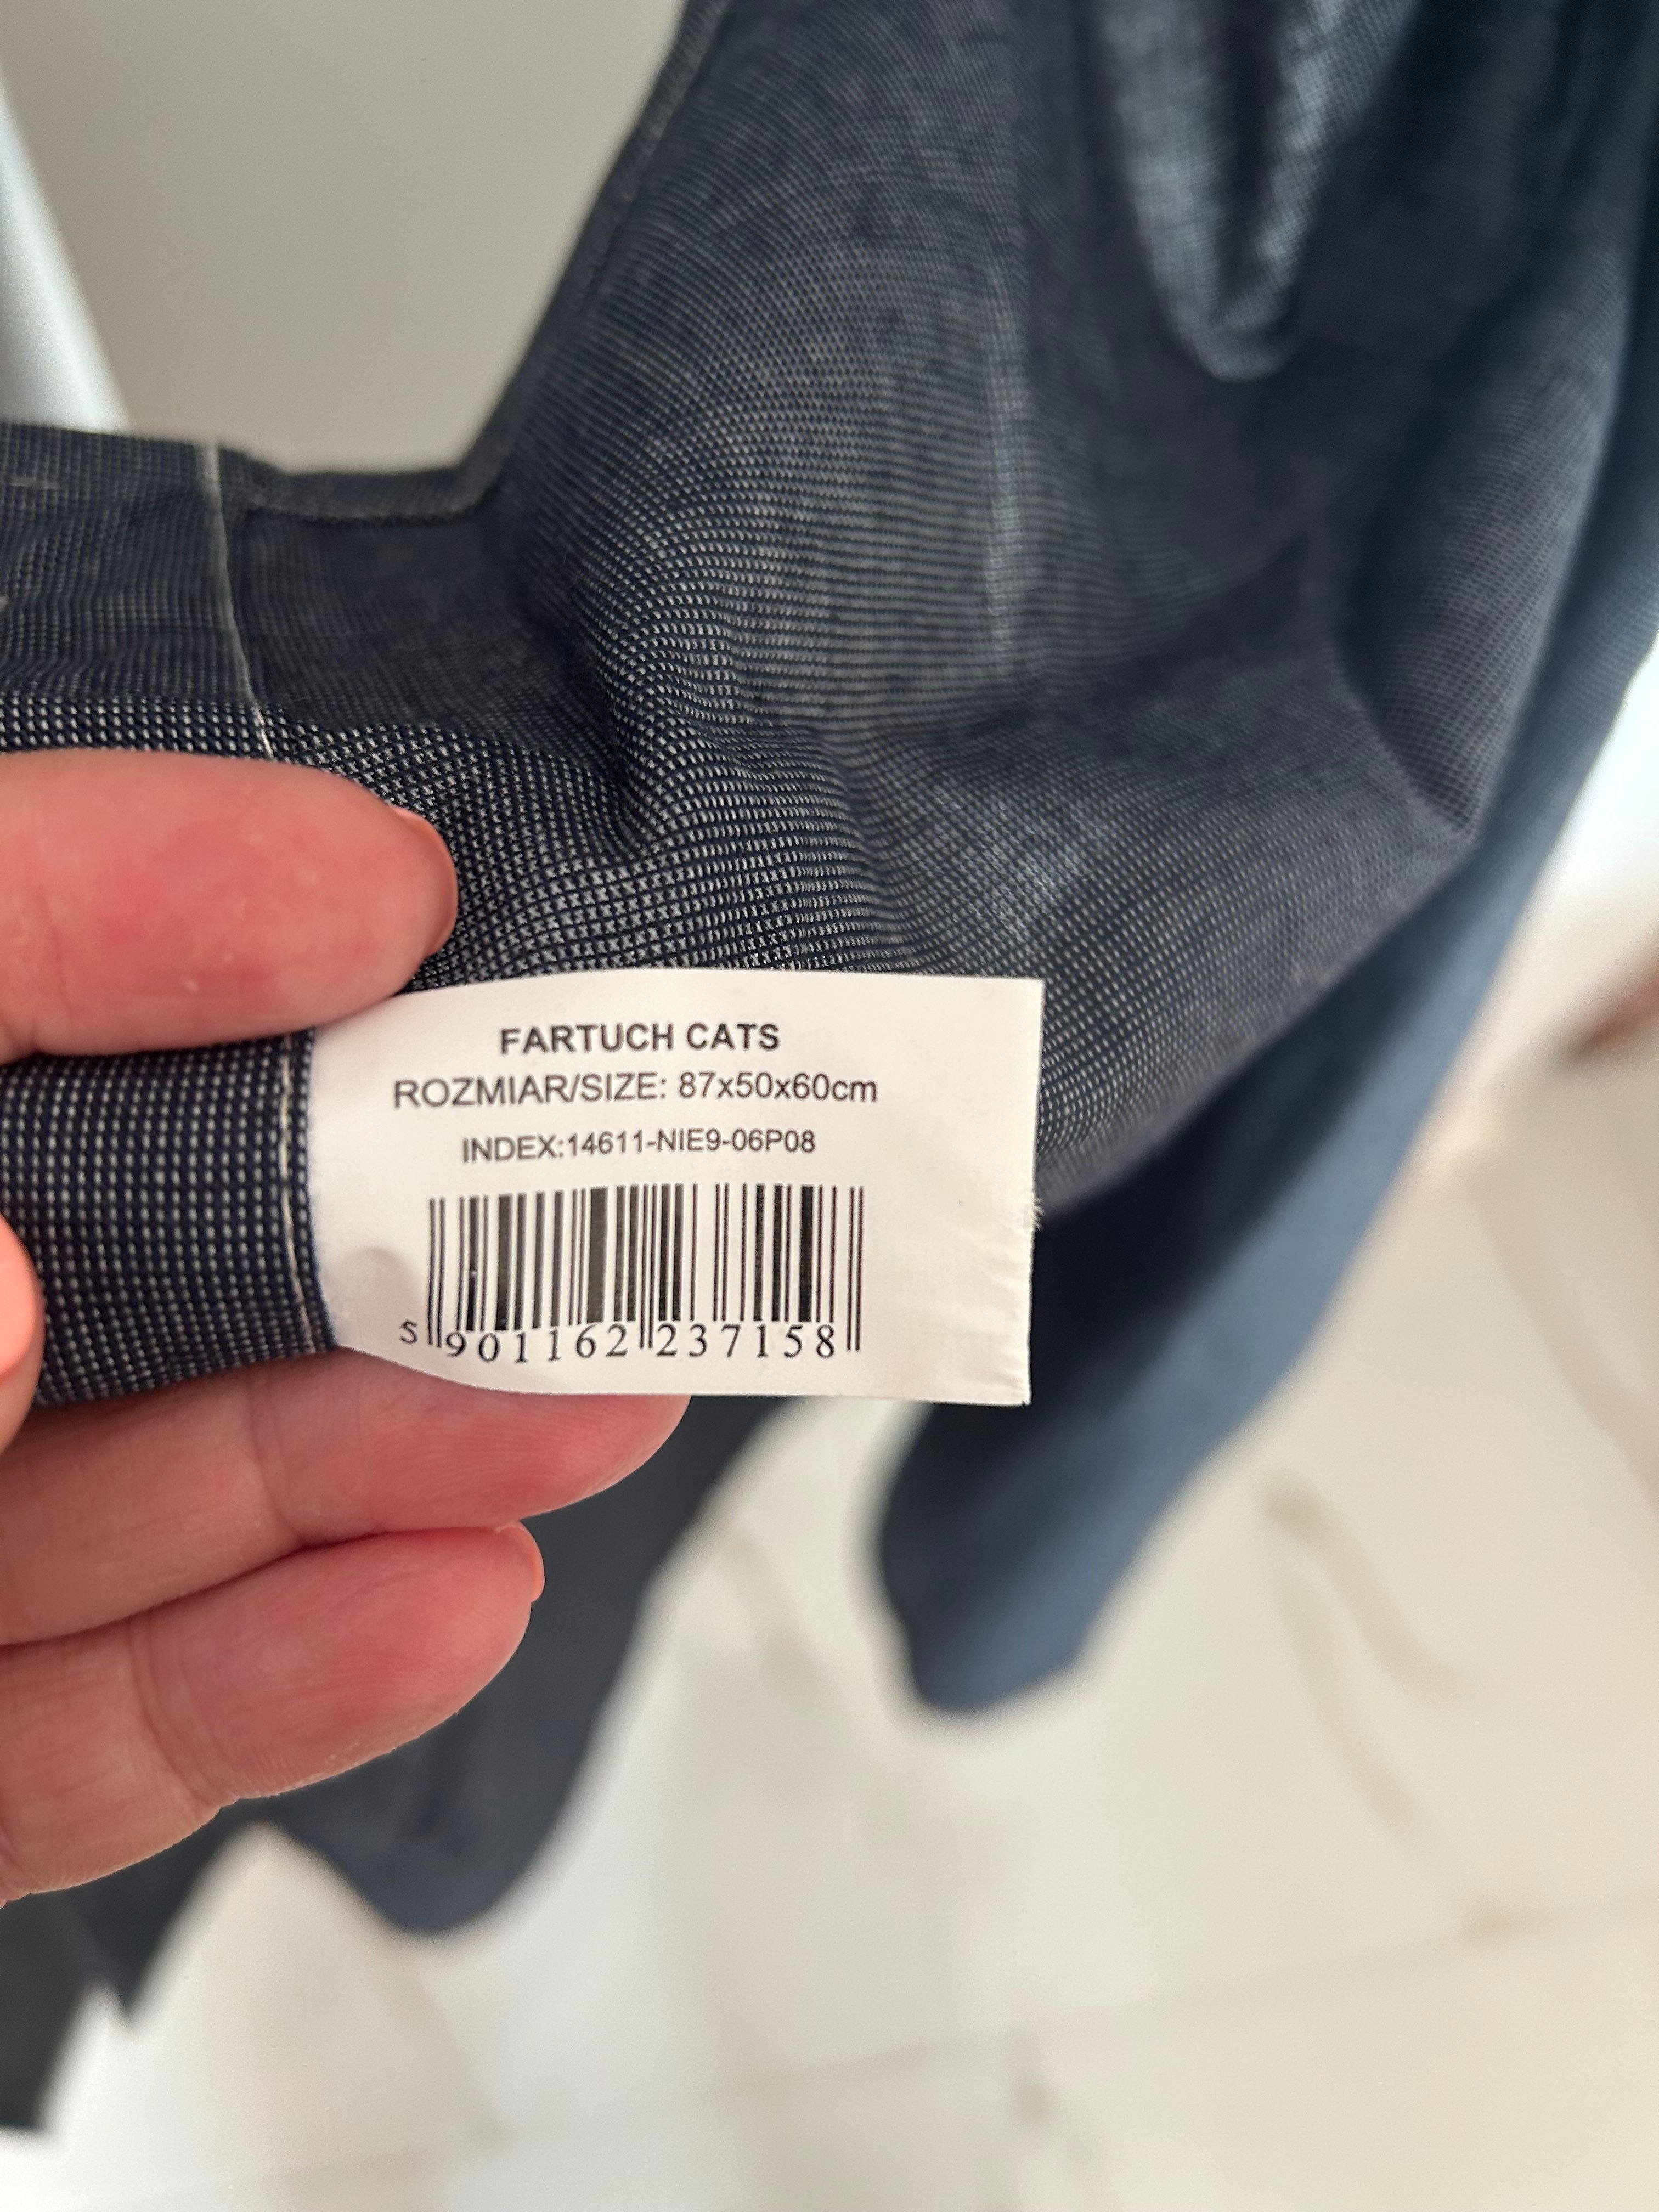 FARTUCH CATS
ROZMIAR/SIZE: 87x50x60cm
INDEX:14611-NIE9-06P08
5 901162 237158